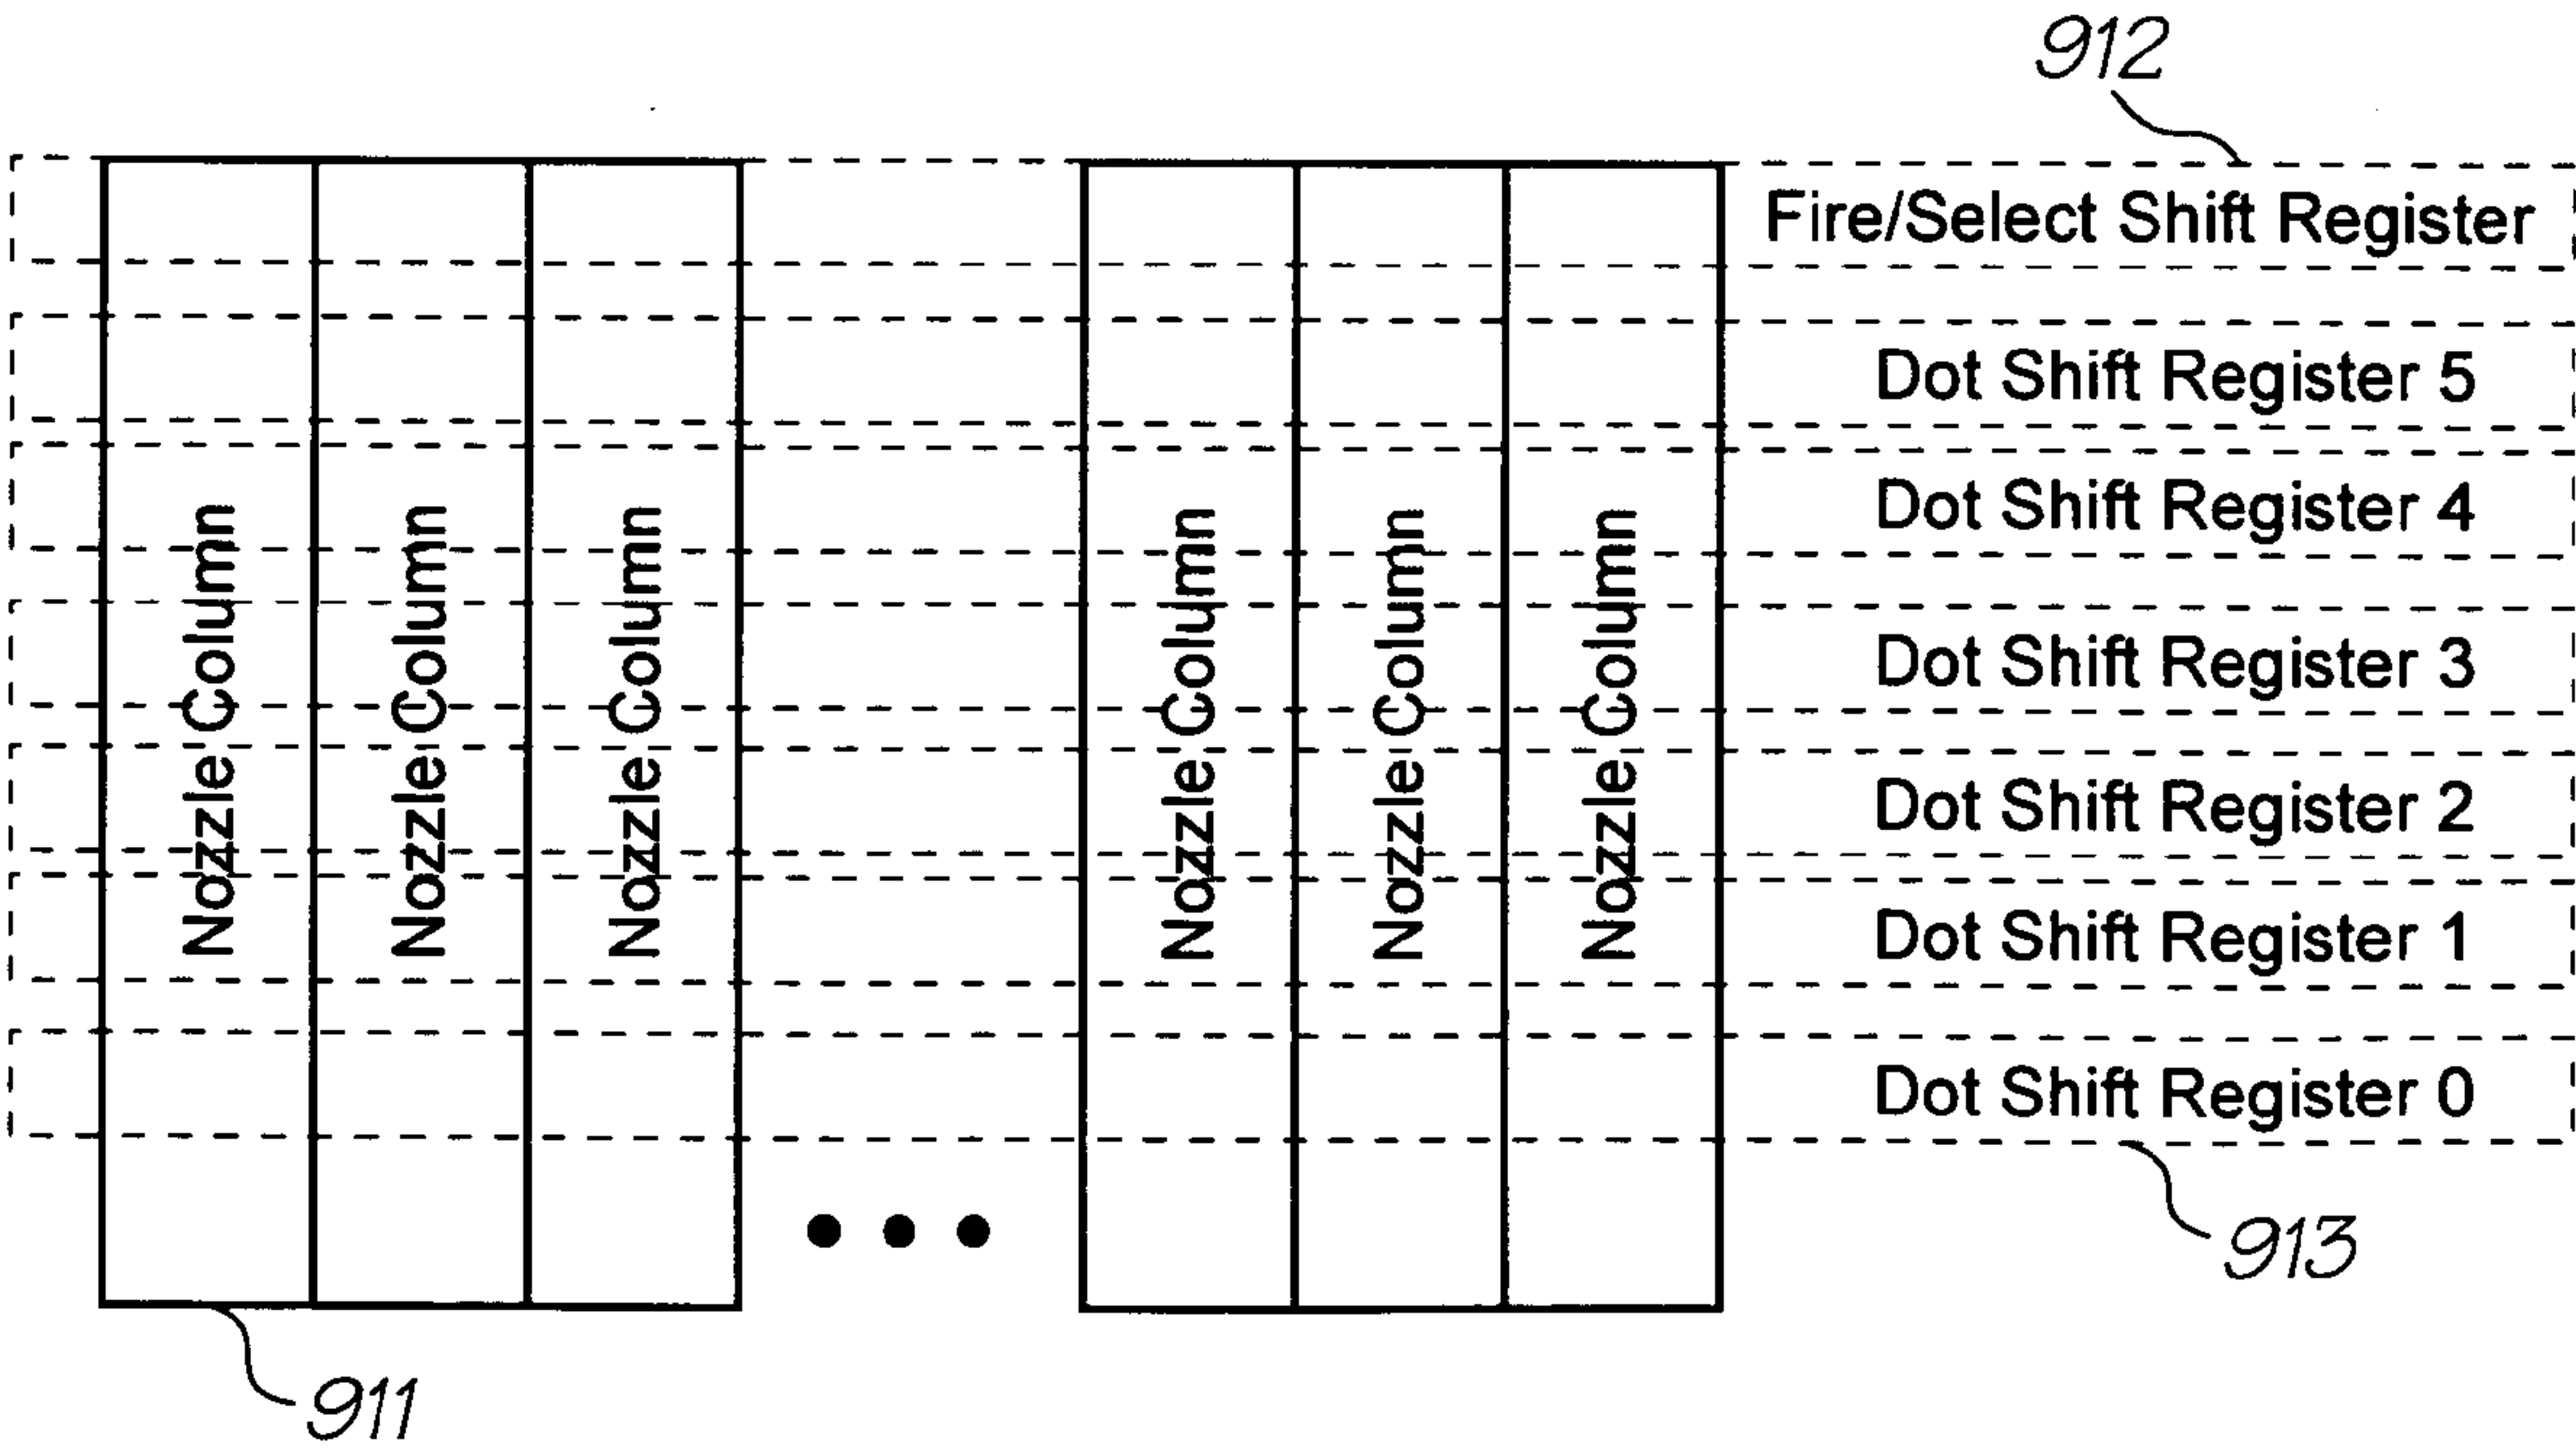 912
Fire/Select Shift Register
Dot Shift Register 5
Dot Shift Register 4
Dot Shift Register 3
Dot Shift Register 2
Dot Shift Register 1
Dot Shift Register 0
Nozzle Column
Nozzle Column
Nozzle Column
Nozzle Column
Nozzle Column
Nozzle Column
913
911